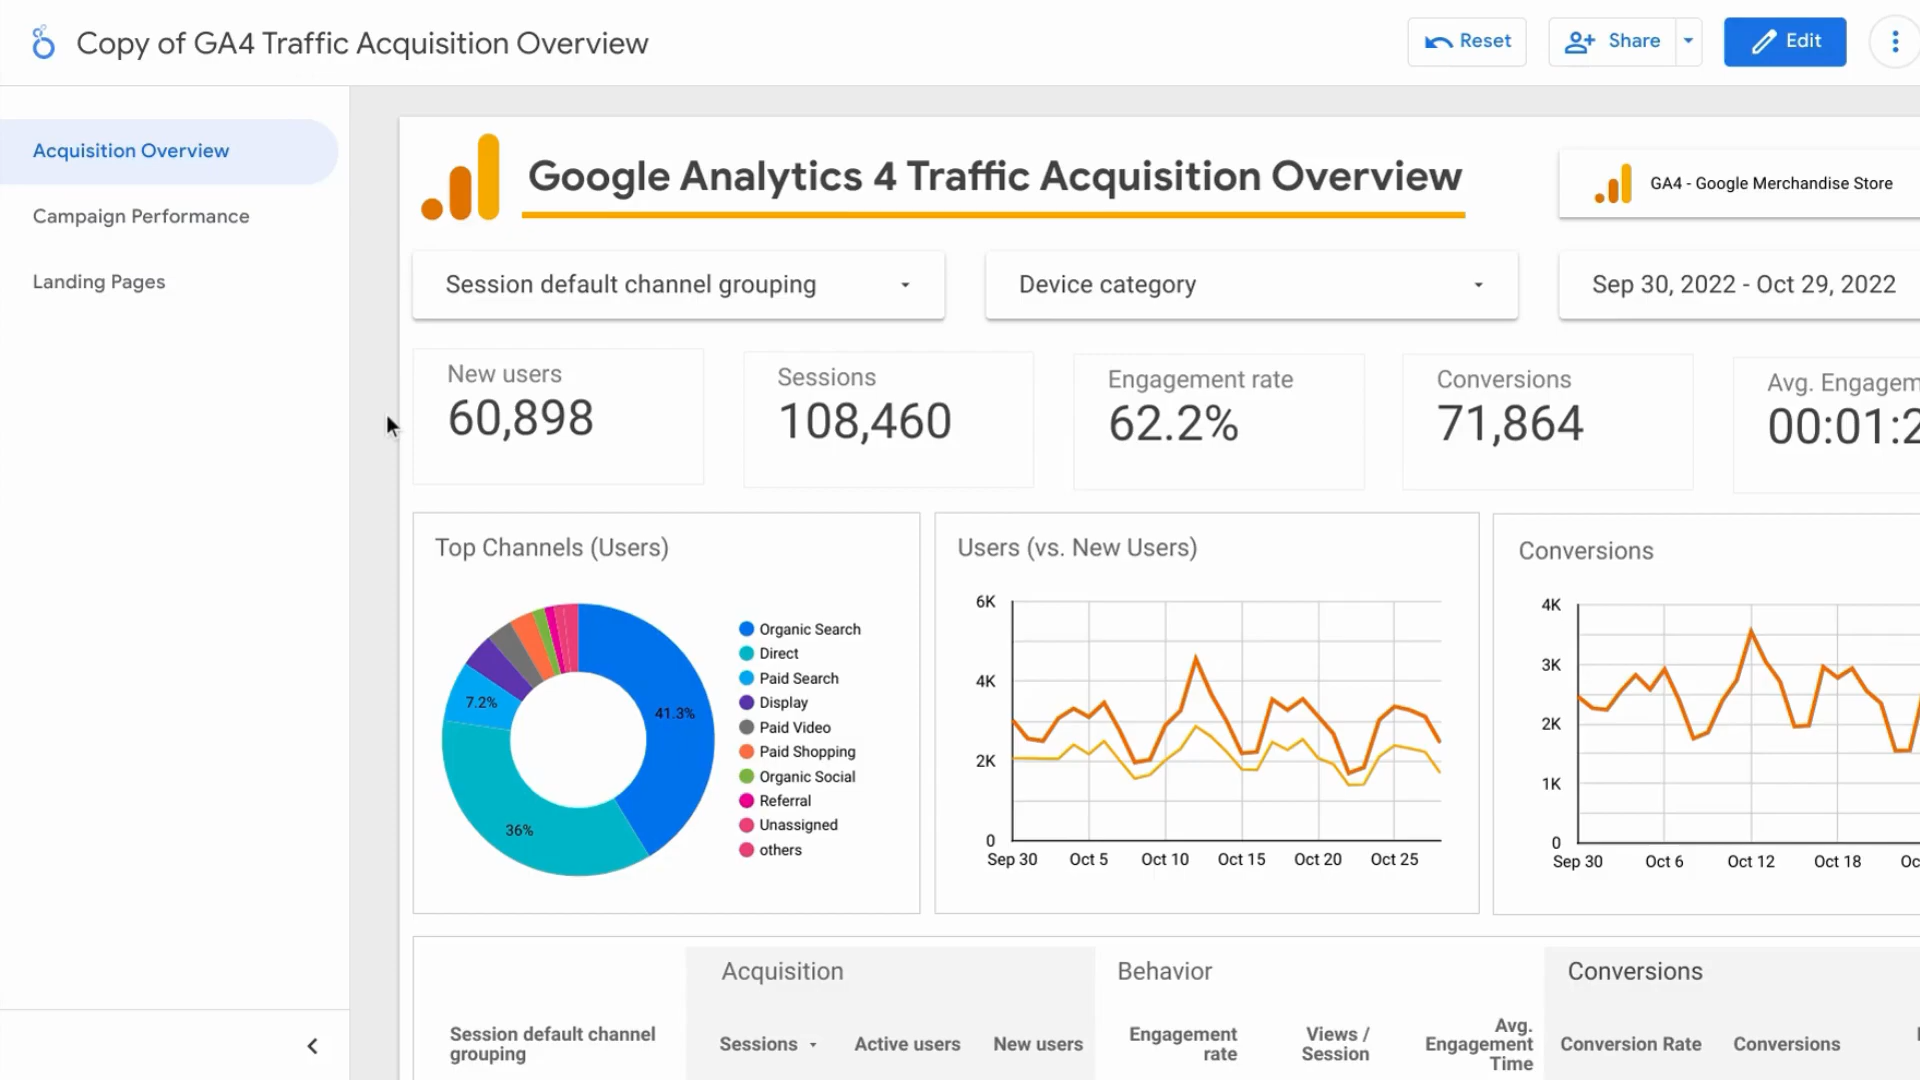 Copy of GA4 Traffic Acquisition Overview
Reset
Share
Edit
Acquisition Overview
Campaign Performance
Landing Pages
Google Analytics 4 Traffic Acquisition Overview
GA4 - Google Merchandise Store
Session default channel grouping
Device category
Sep 30, 2022 - Oct 29, 2022
New users
60,898
Sessions
108,460
Engagement rate
62.2%
Conversions
71,864
Avg. Engagem
00:01:2
Top Channels (Users)
41.3%
7.2%
36%
Organic Search
Direct
Paid Search
Display
Paid Video
Paid Shopping
Organic Social
Referral
Unassigned
others
Users (vs. New Users)
6K
4K
2K
0
Sep 30
Oct 5
Oct 10
Oct 15
Oct 20
Oct 25
Conversions
4K
3K
2K
1K
0
Sep 30
Oct 6
Oct 12
Oct 18
Oc
Acquisition
Behavior
Conversions
Session default channel
grouping
Sessions
Active users
New users
Engagement
rate
Views /
Session
Avg.
Engagement
Time
Conversion Rate
Conversions